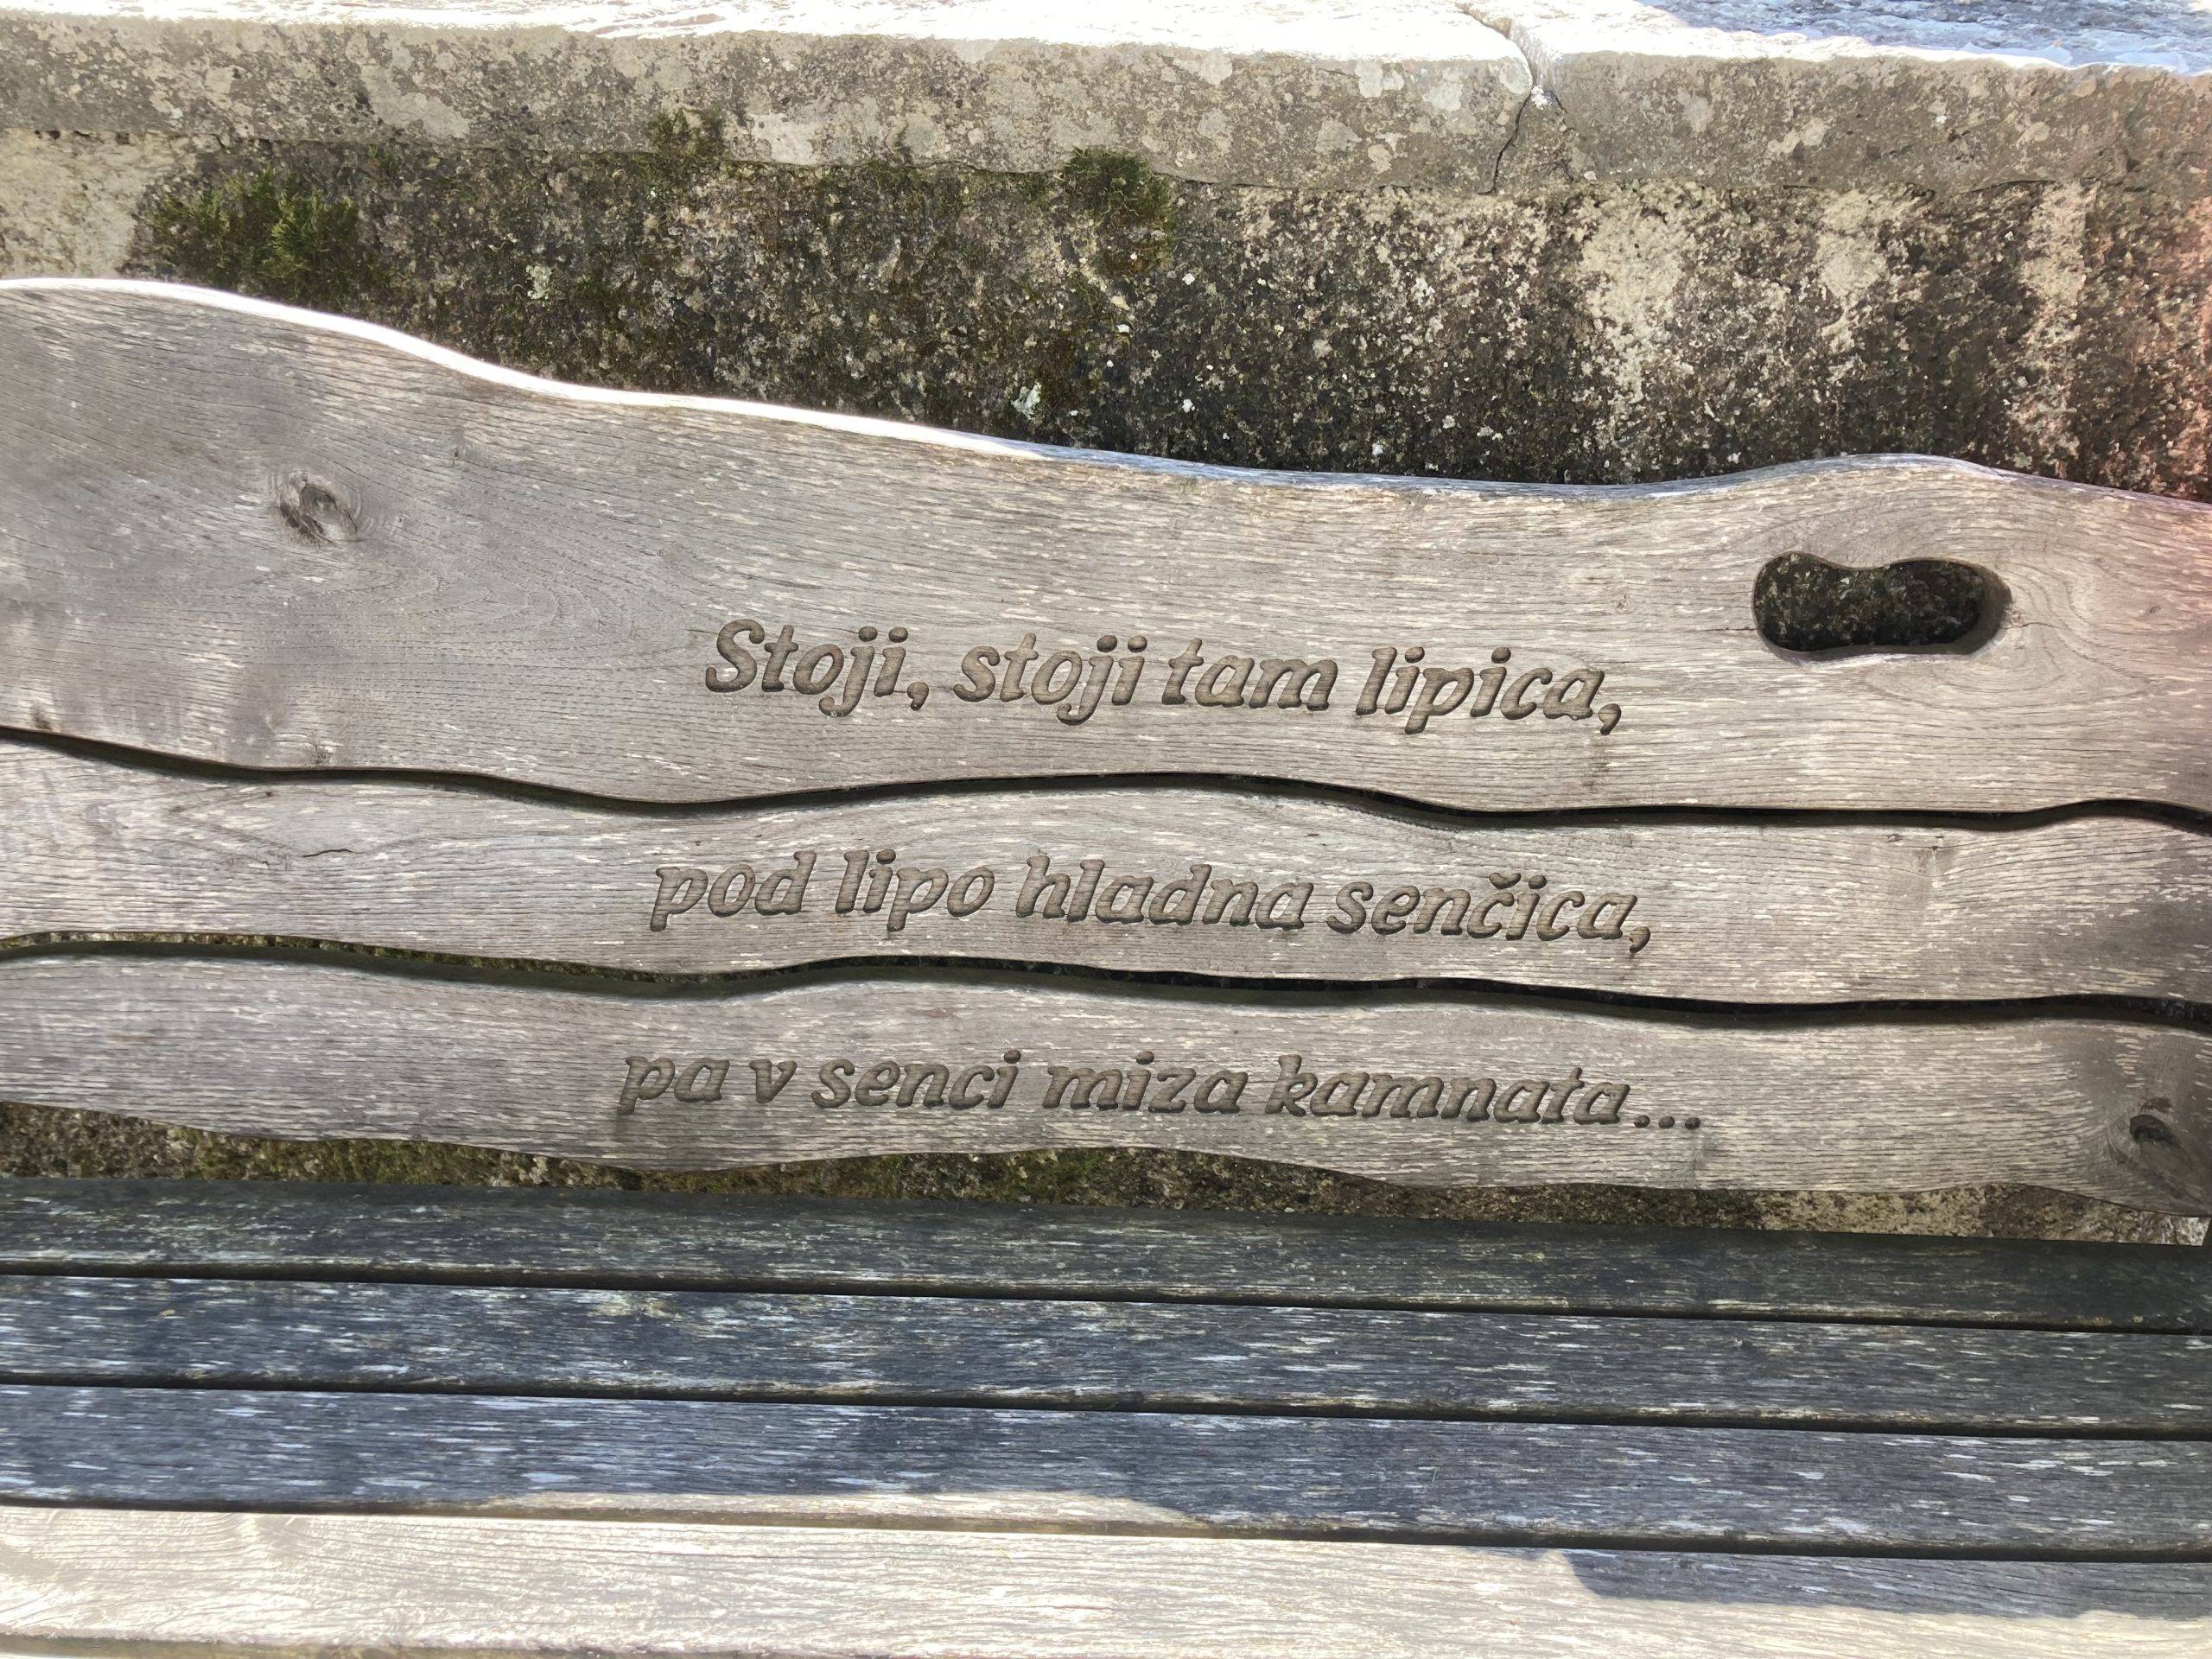 Stoji, stoji tam lipica,
pod lipo hladna senčica,
pa v senci miza kamnata...